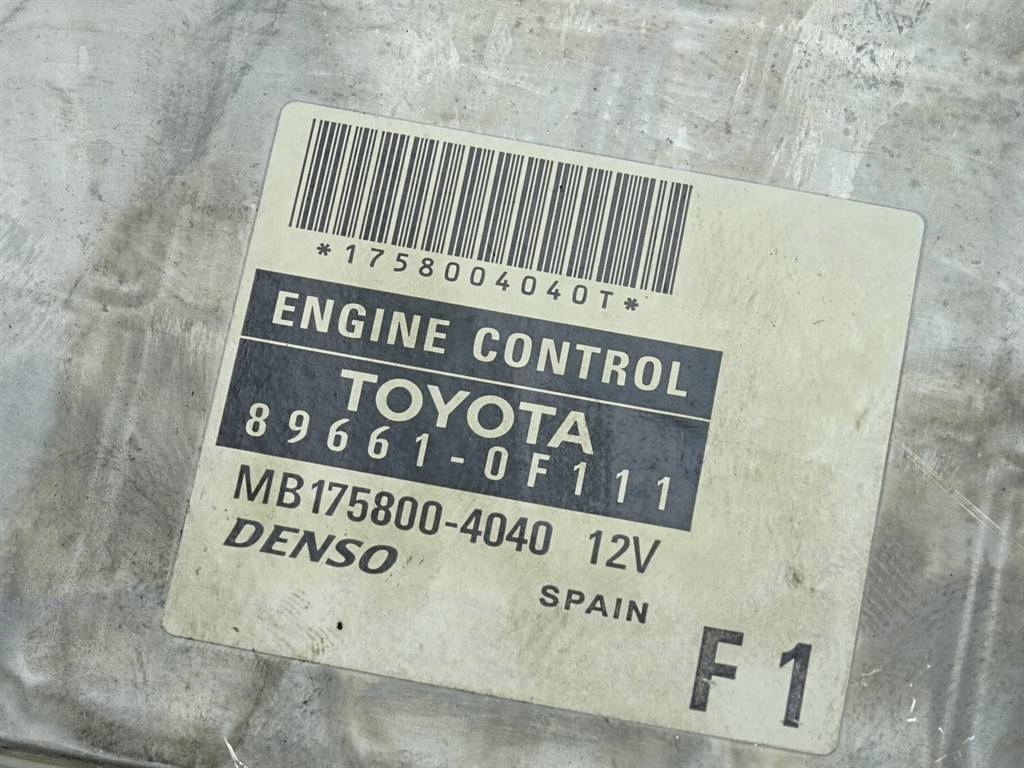 *1758004040T*
ENGINE CONTROL
TOYOTA
89661-0F111
MB175800-4040 12V
DENSO
SPAIN
F1